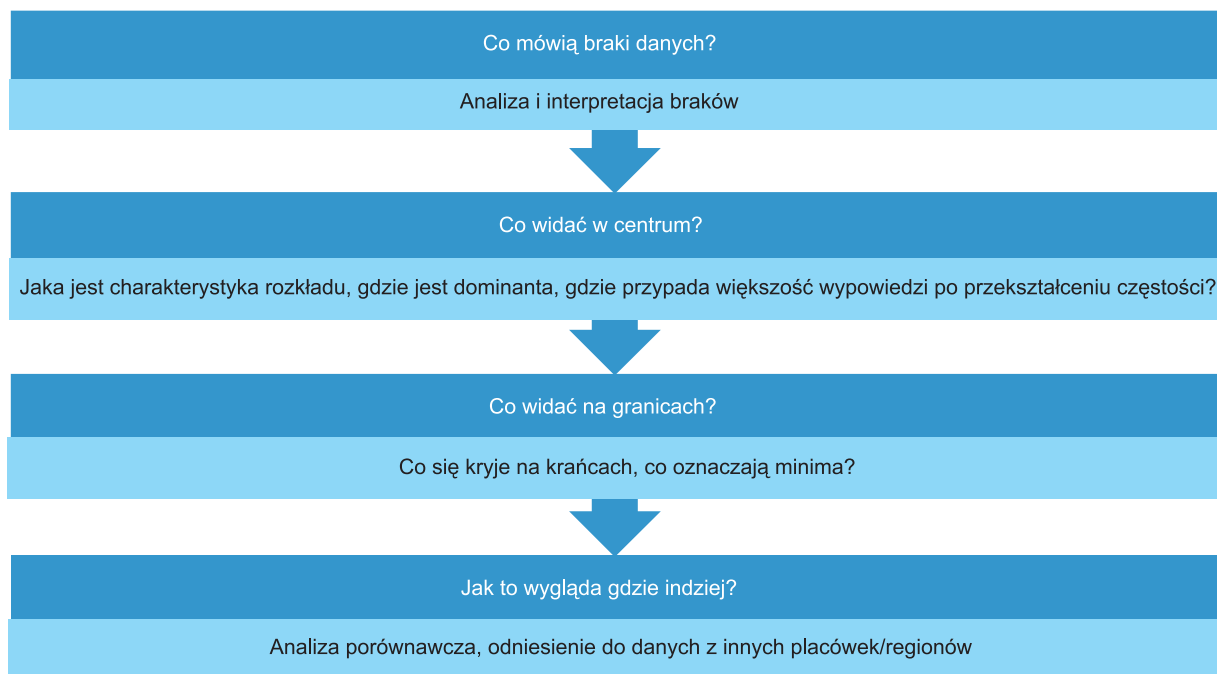 Co mówią braki danych?
Analiza i interpretacja braków
Co widać w centrum?
Jaka jest charakterystyka rozkładu, gdzie jest dominanta, gdzie przypada większość wypowiedzi po przekształceniu częstości?
Co widać na granicach?
Co się kryje na krańcach, co oznaczają minima?
Jak to wygląda gdzie indziej?
Analiza porównawcza, odniesienie do danych z innych placówek/regionów